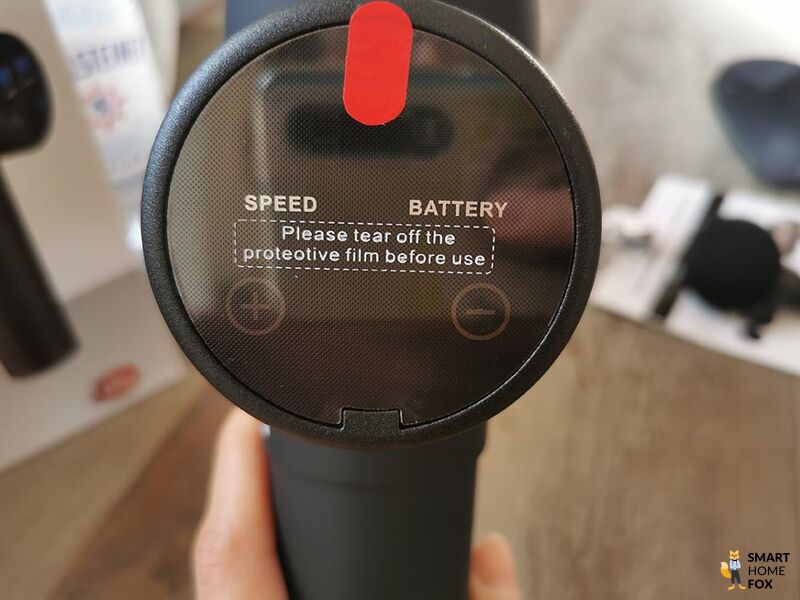 SPEED BATTERY
Please tear off the
proteotive film before use
SMART
HOME
FOX